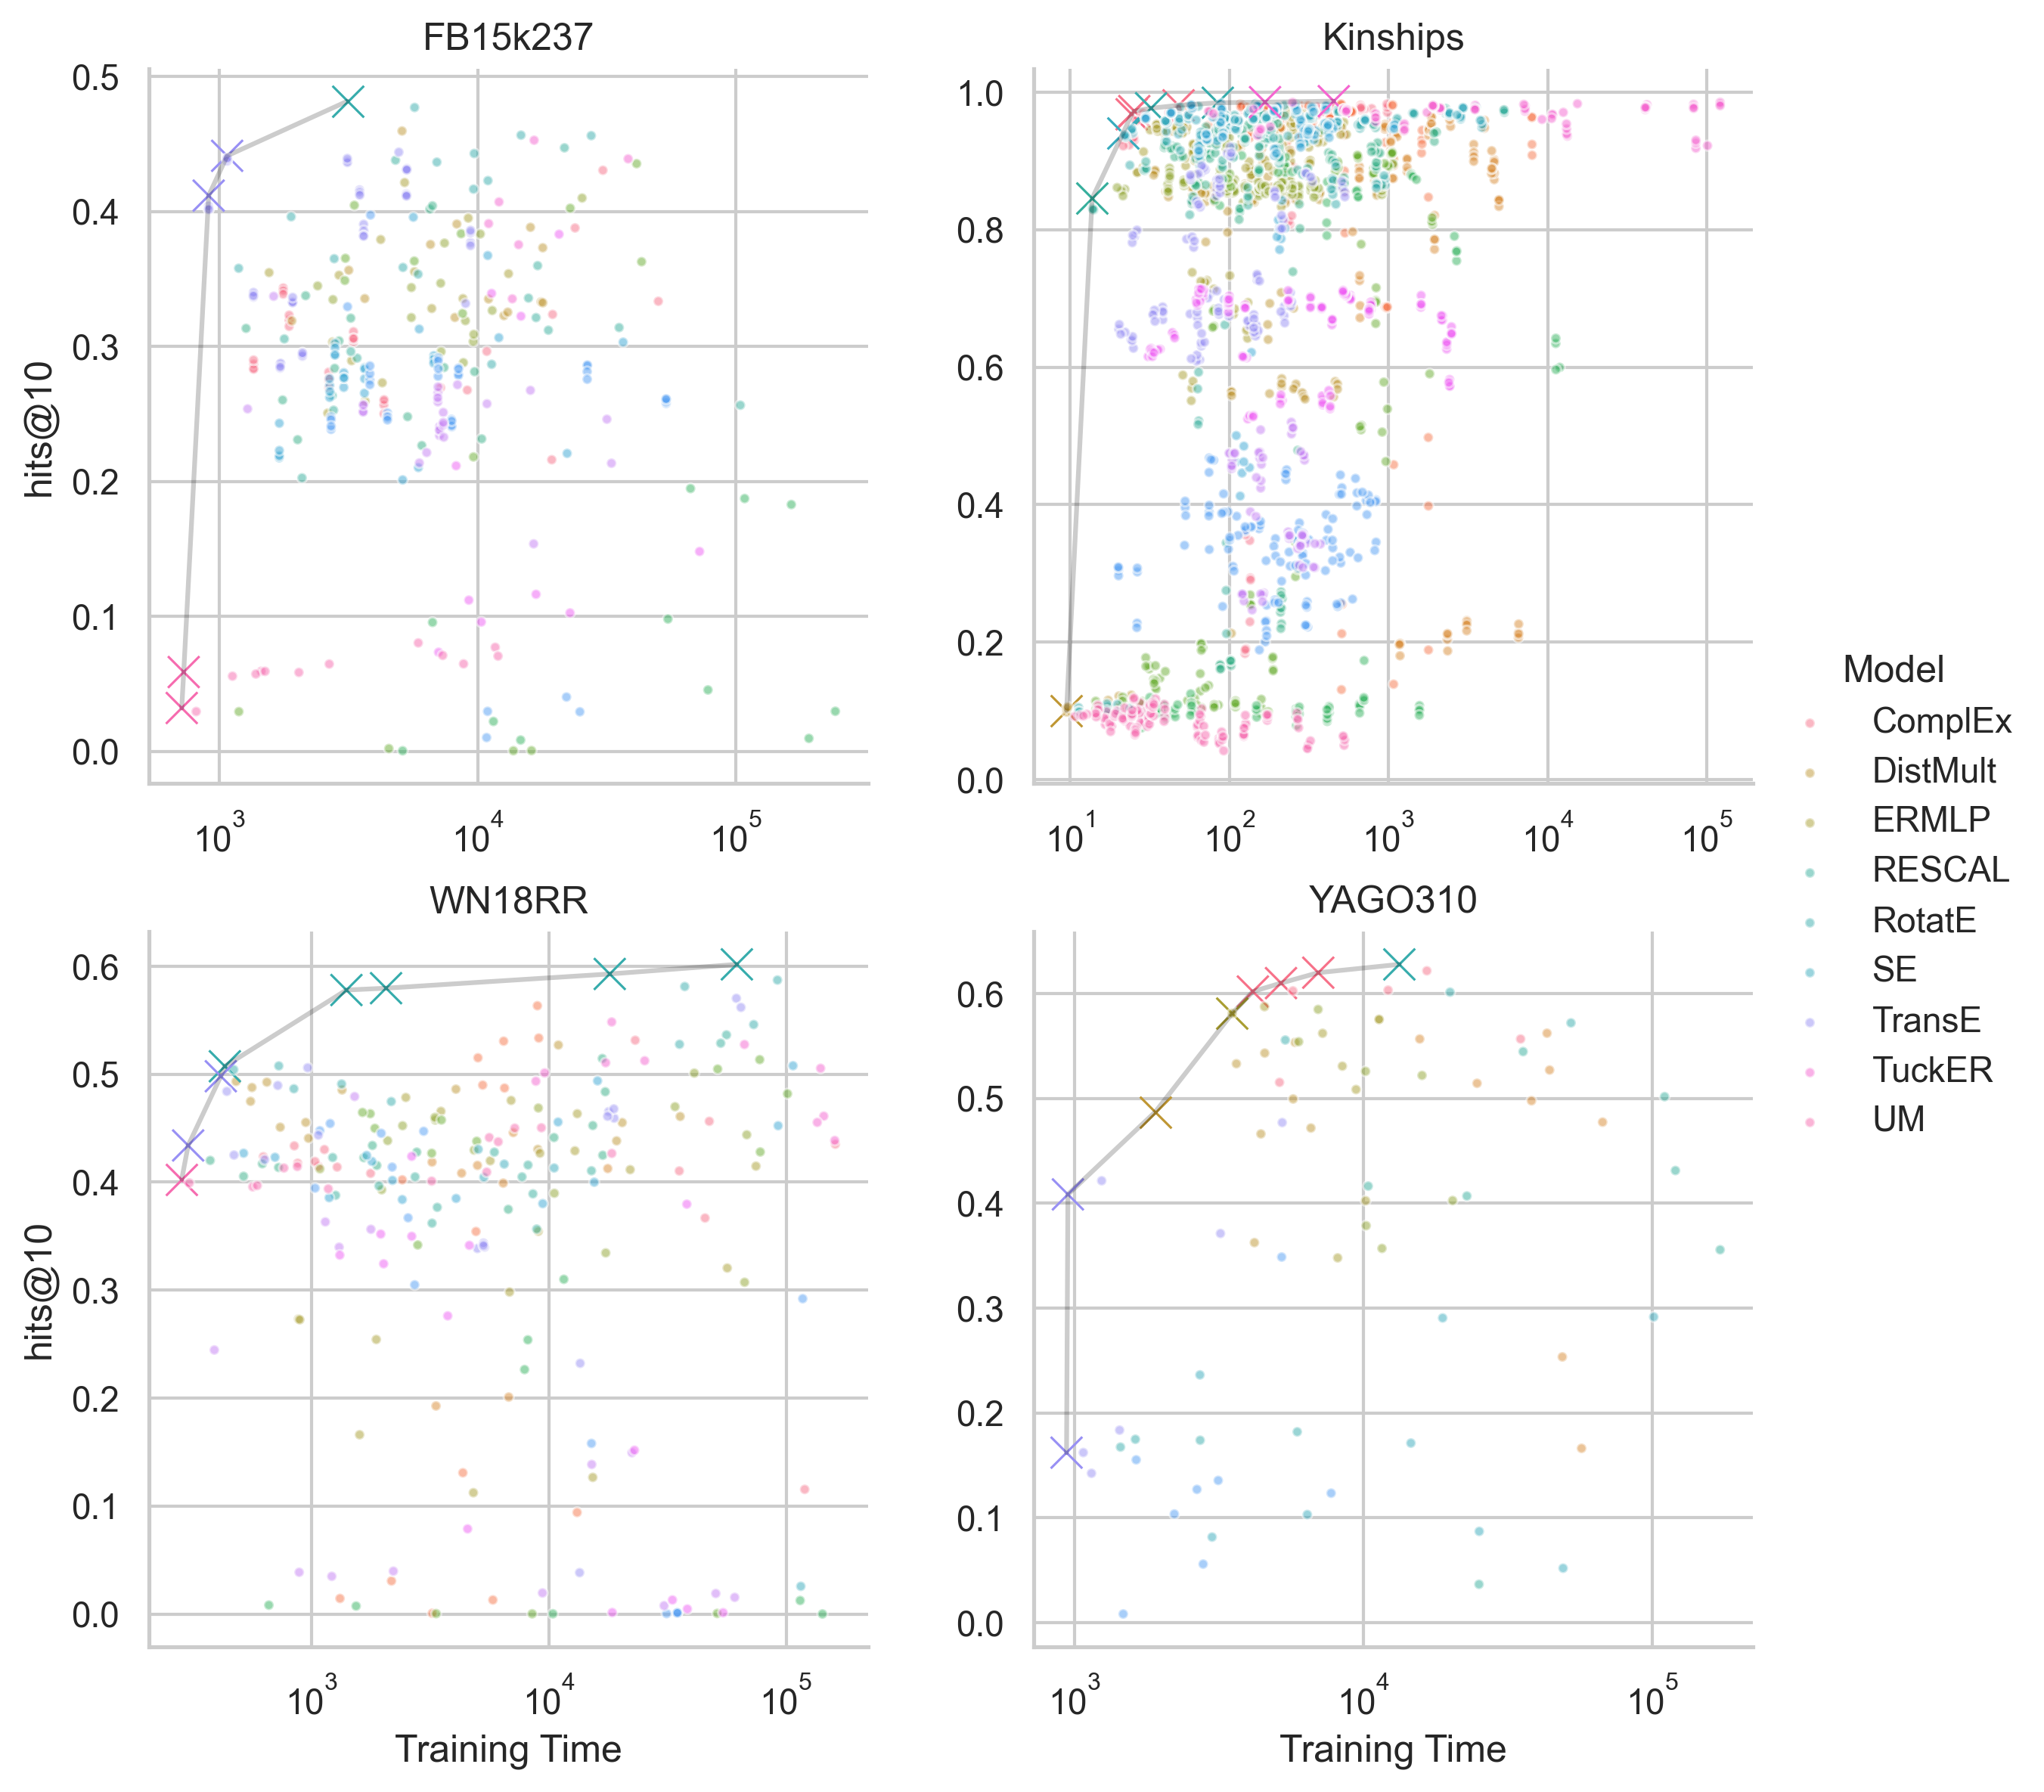 FB15k237
Kinships
0.5
0.4
0.3
0.2
0.1
0.0
hits@10
10^3
10^4
10^5
1.0
0.8
0.6
0.4
0.2
0.0
10^1
10^2
10^3
10^4
10^5
WN18RR
YAGO310
0.6
0.5
0.4
0.3
0.2
0.1
0.0
hits@10
10^3
10^4
10^5
Training Time
0.6
0.5
0.4
0.3
0.2
0.1
0.0
10^3
10^4
10^5
Training Time
Model
ComplEx
DistMult
ERMLP
RESCAL
RotatE
SE
TransE
TuckER
UM